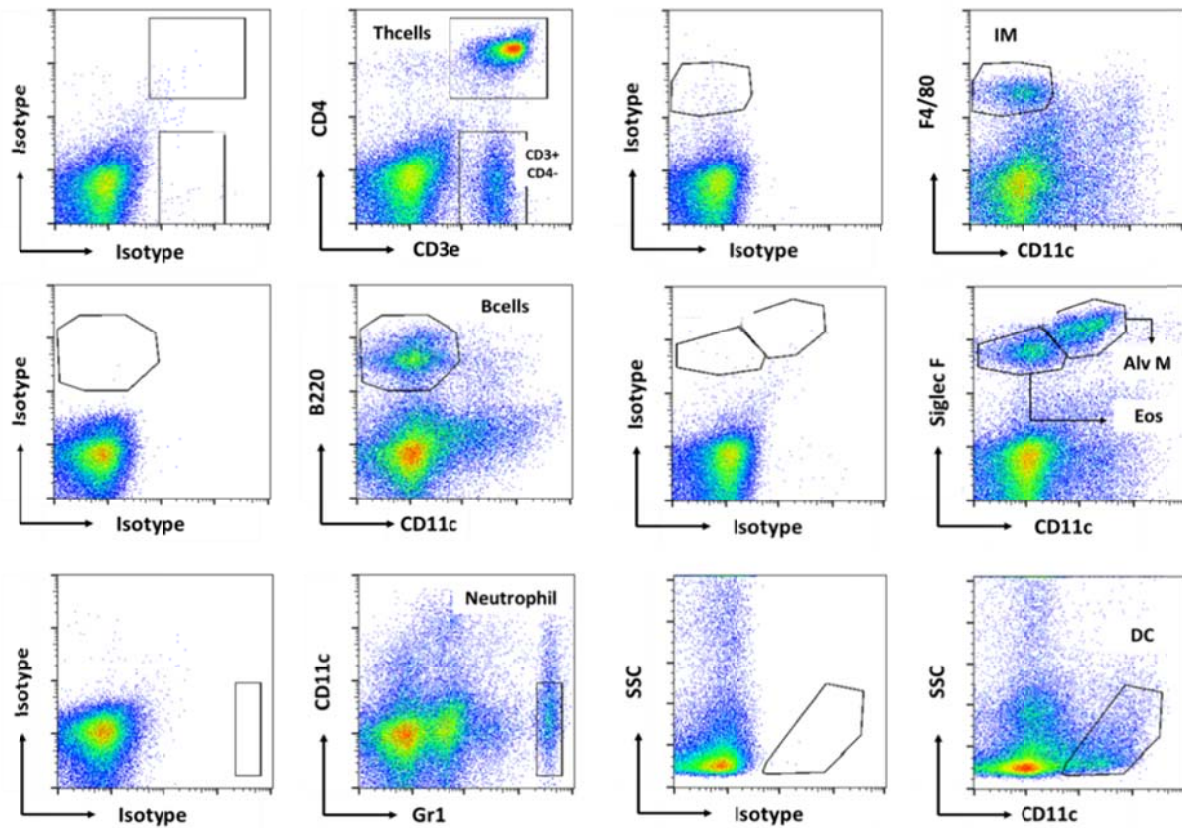 Isotype
Isotype
Thcells
CD4
CD3+
CD4-
CD3e
Isotype
Isotype
IM
F4/80
CD11c
Isotype
Isotype
Bcells
B220
CD11c
Isotype
Isotype
Siglec F
Alv M
Eos
CD11c
Isotype
Isotype
Neutrophil
CD11c
Gr1
SSC
Isotype
DC
SSC
CD11c